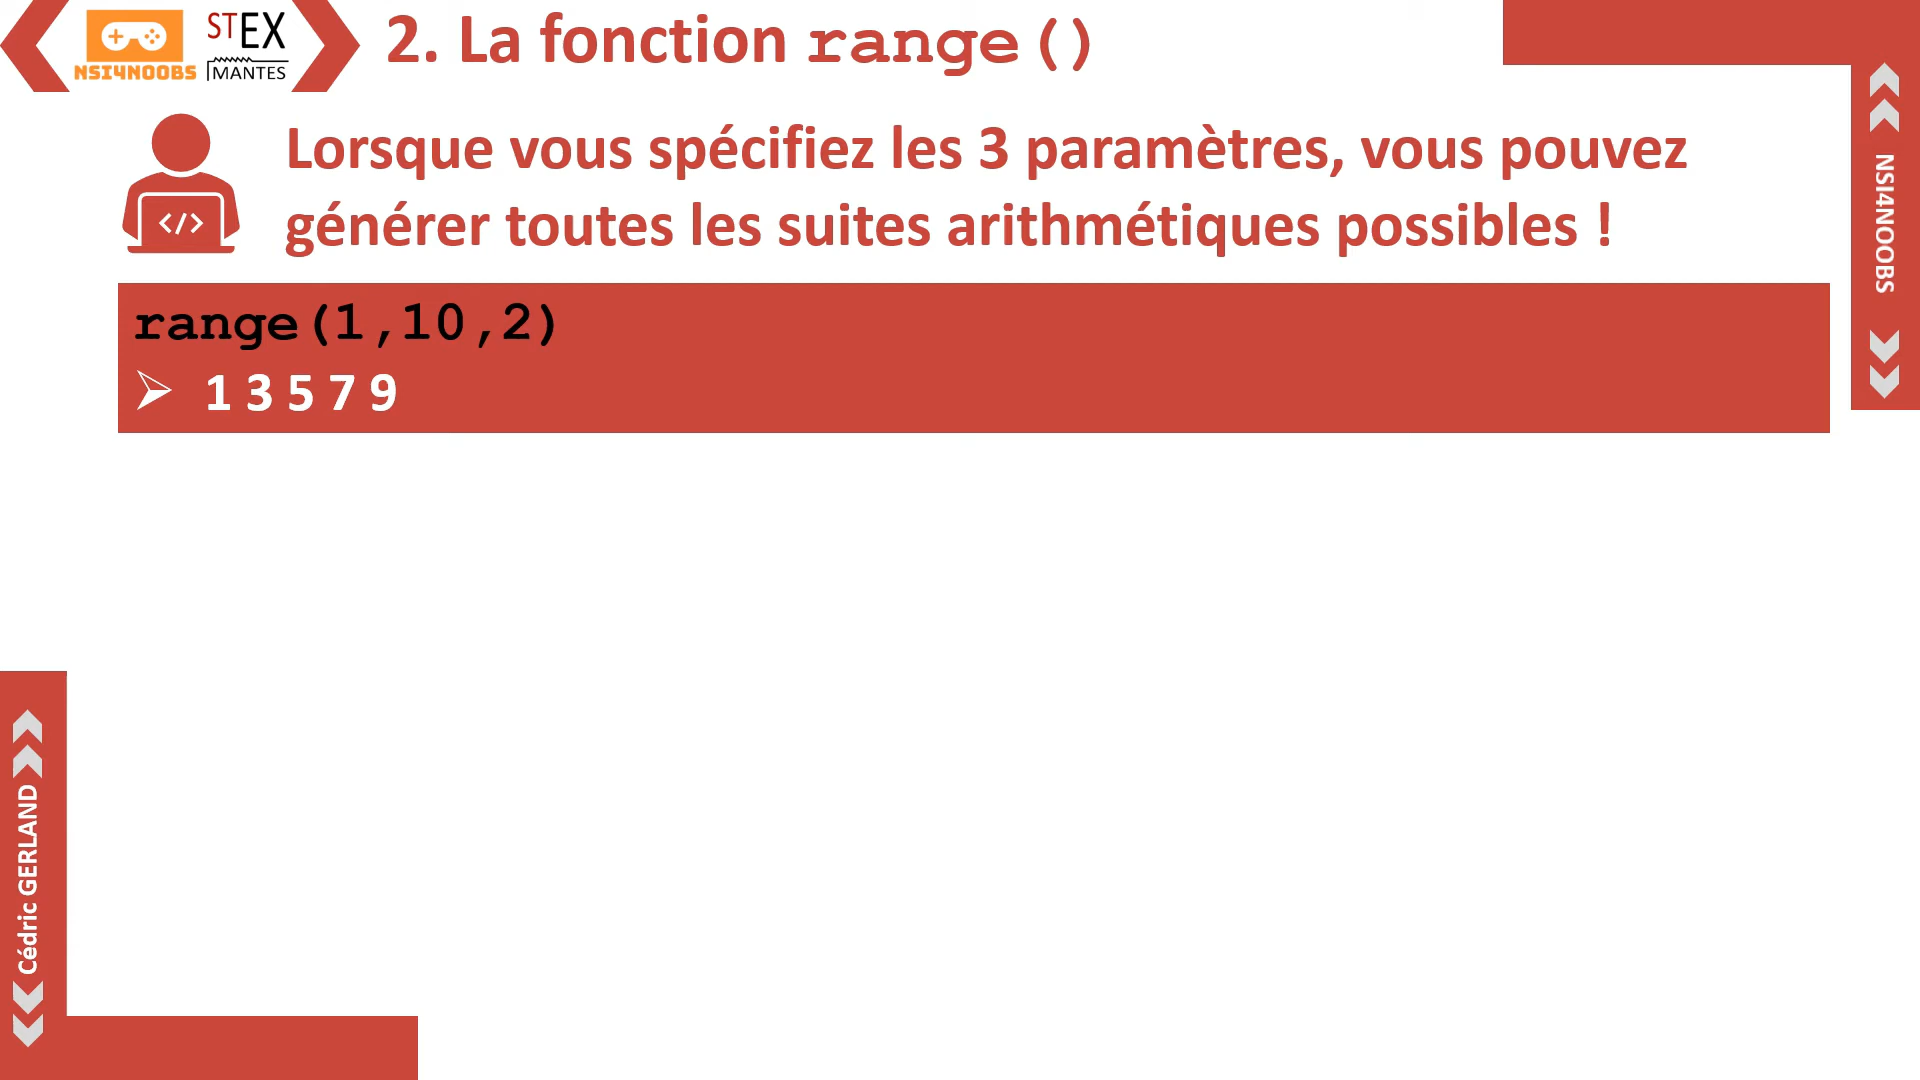 NSI4NOOBS
STEX
MANTES
2. La fonction range()
Lorsque vous spécifiez les 3 paramètres, vous pouvez
générer toutes les suites arithmétiques possibles !
</>
range(1,10,2)
1 3 5 7 9
NSI4NOOBS
Cédric GERLAND